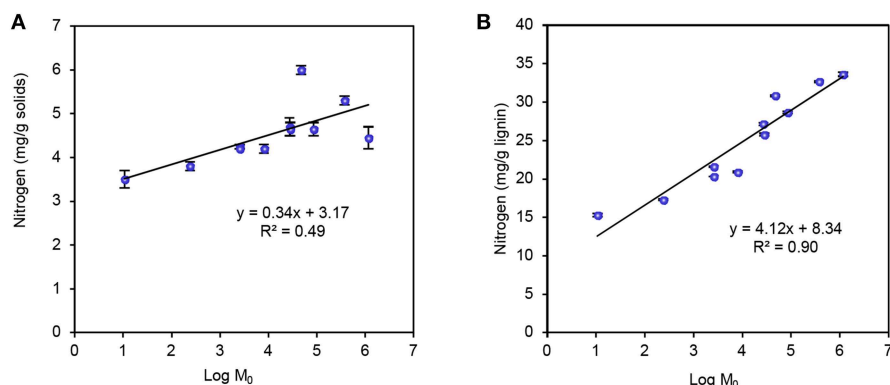 A
Nitrogen (mg/g solids)
7
6
5
4
3
2
1
0
y = 0.34x + 3.17
R² = 0.49
0 1 2 3 4 5 6 7
Log M₀
B
Nitrogen (mg/g lignin)
40
35
30
25
20
15
10
5
0
y = 4.12x + 8.34
R² = 0.90
0 1 2 3 4 5 6 7
Log M₀